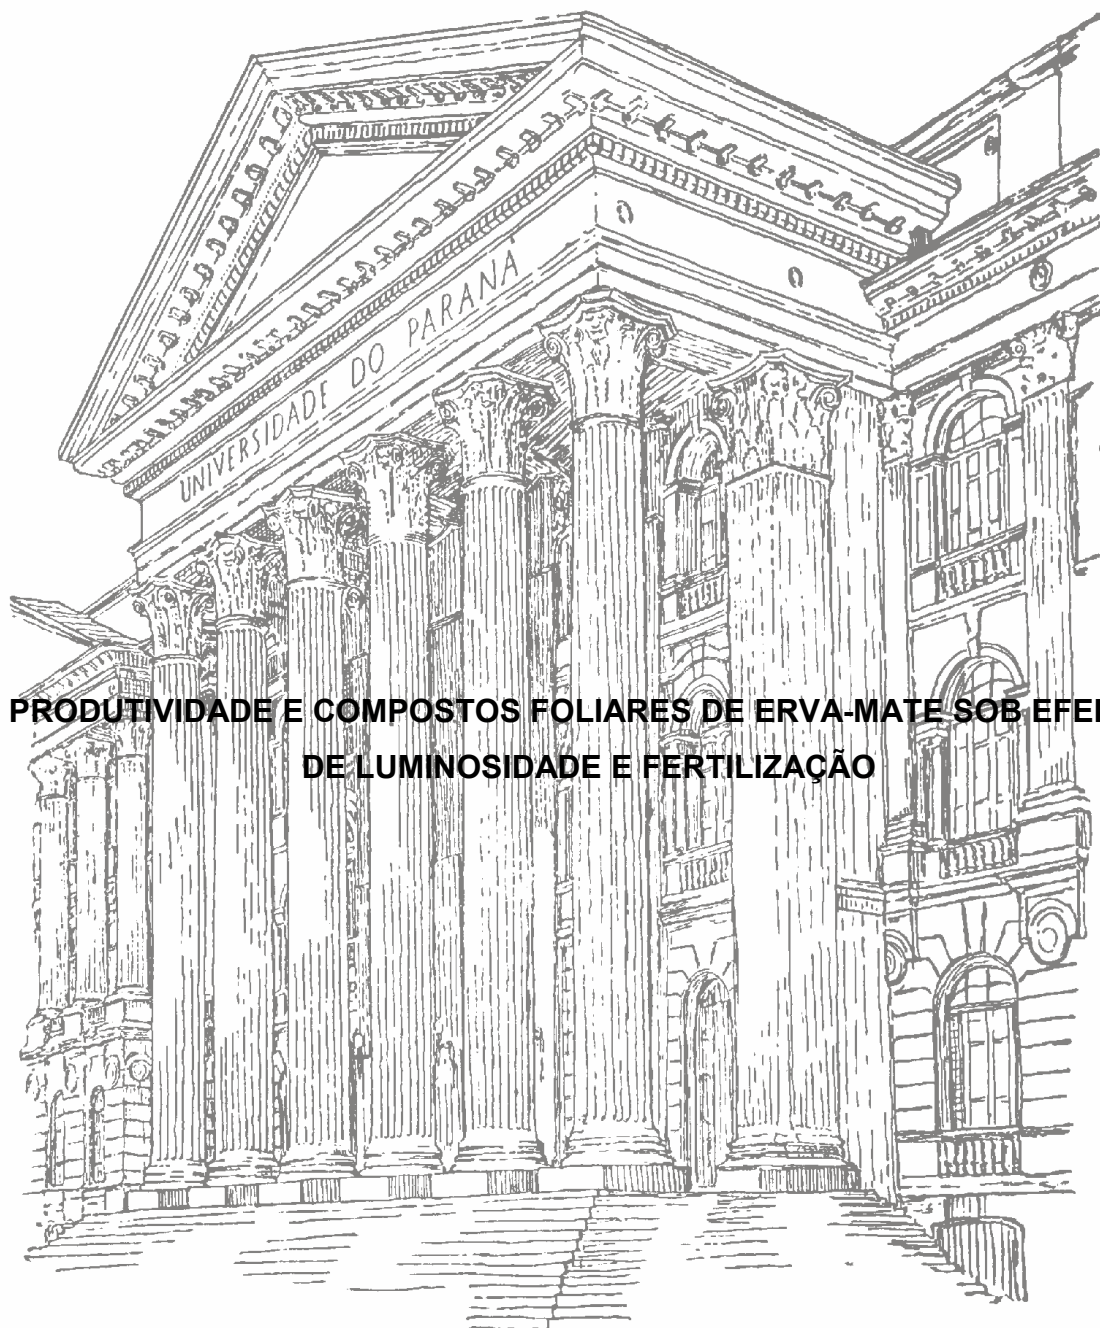 UNIVERSIDADE DO PARANÁ
PRODUTIVIDADE E COMPOSTOS FOLIARES DE ERVA-MATE SOB
DE LUMINOSIDADE E FERTILIZAÇÃO